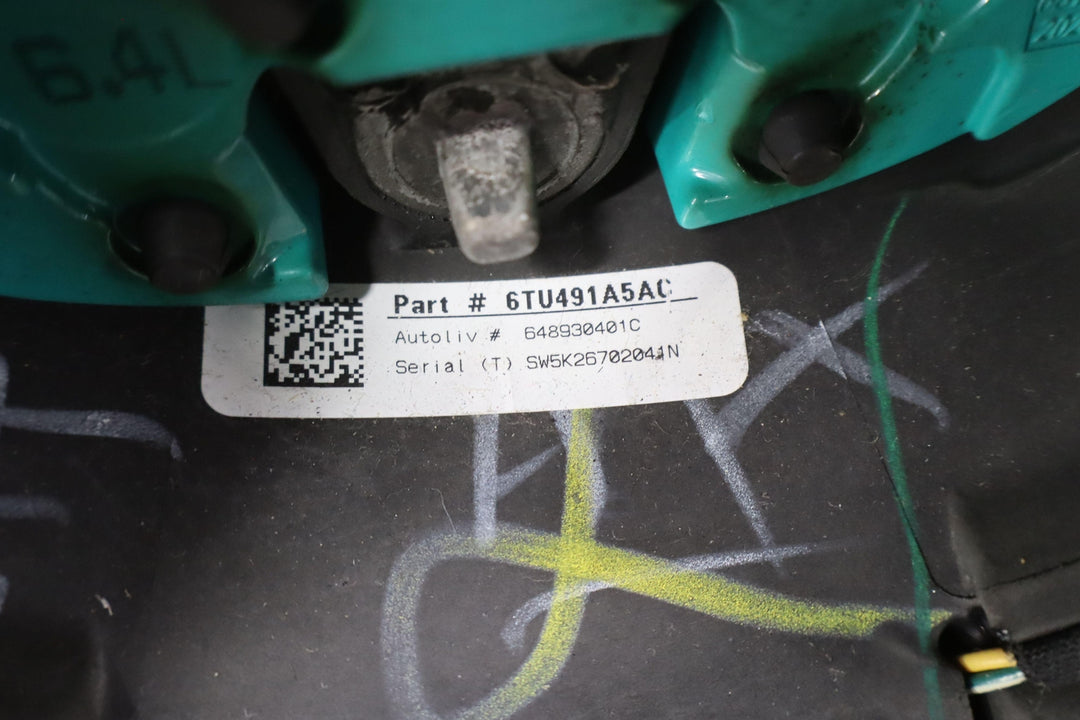 6.4L
Part # 6TU491A5AC
Autoliv # 648930401C
Serial (T) SW5K26702041N